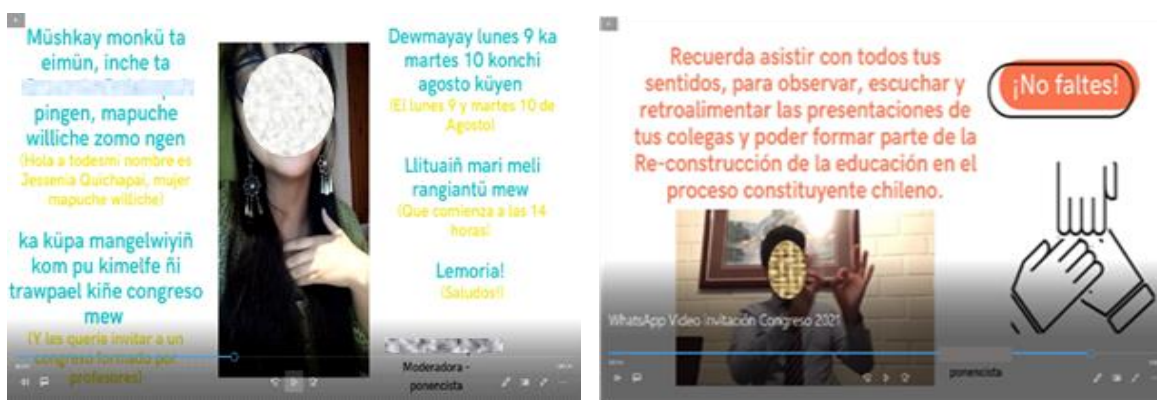 Müshkay monkü ta
eimün, inche ta
pingen, mapuche
williche zomo ngen
(Hola a todesmi nombre es
Jessenia Quichapai, mujer
mapuche williche)
ka küpa mangelwiyiñ
kom pu kimelfe ñi
trawpael kiñe congreso
mew
(Y les quería invitar a un
congreso formado por
profesores)
Dewmayay lunes 9 ka
martes 10 konchi
agosto küyen
(El lunes 9 y martes 10 de
Agosto)
Llituaiñ mari meli
rangiantü mew
(Que comienza a las 14
horas)
Lemoria!
(Saludos!)
Moderadora -
ponencista
Recuerda asistir con todos tus
sentidos, para observar, escuchar y
retroalimentar las presentaciones de
tus colegas y poder formar parte de la
Re-construcción de la educación en el
proceso constituyente chileno.
¡No faltes!
WhatsApp Video invitación Congreso 2021
ponencista